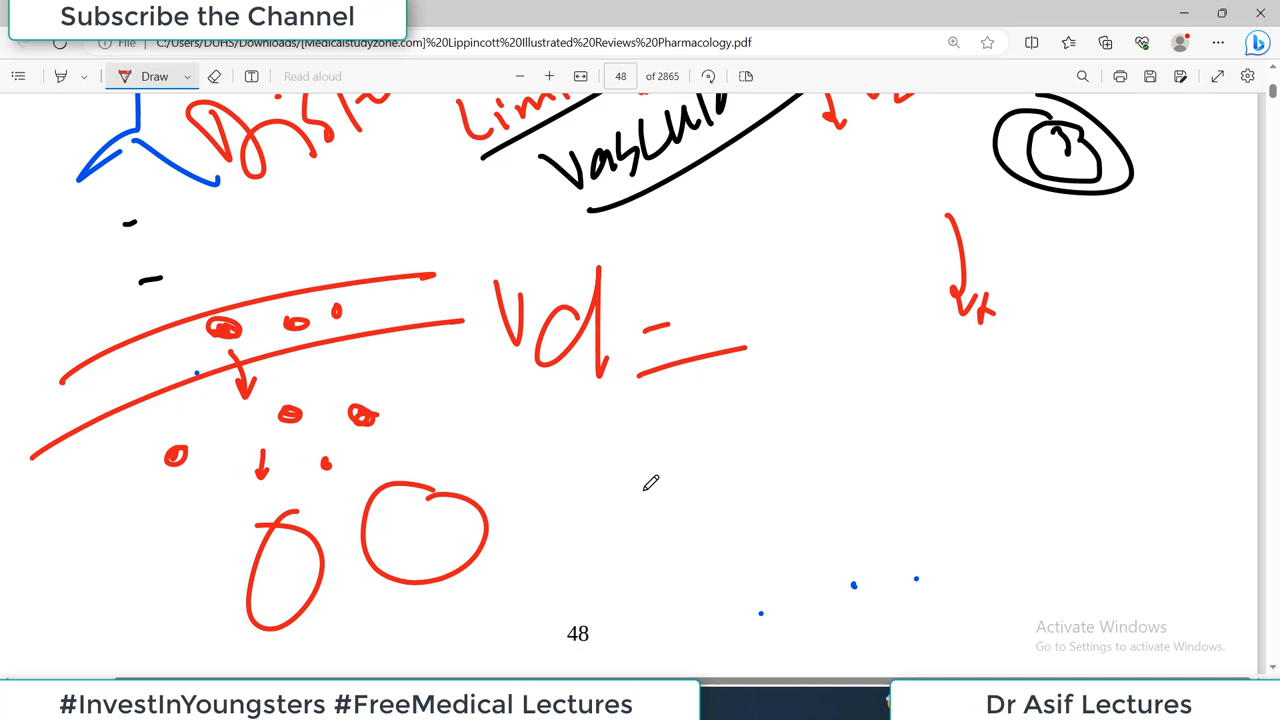 Subscribe the Channel
File C:/Users/DUHS/Downloads/[Medicalstudyzone.com]%20Lippincott%20Illustrated%20Reviews%20Pharmacology.pdf
Draw Read aloud 48 of 2865
Vd =
48
Activate Windows
Go to Settings to activate Windows.
#InvestInYoungsters #FreeMedical Lectures
Dr Asif Lectures